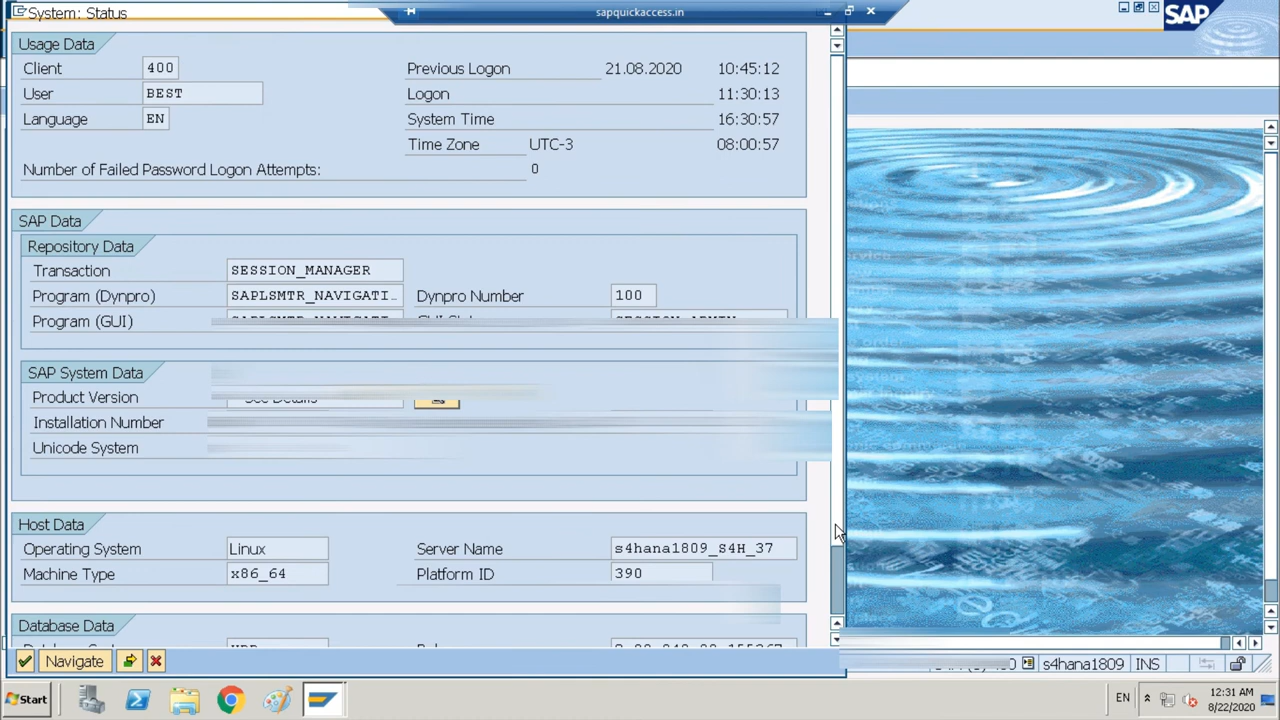 System: Status
sapquickaccess.in
SAP
Usage Data
Client 400 Previous Logon 21.08.2020 10:45:12
User BEST Logon 11:30:13
Language EN System Time 16:30:57
Time Zone UTC-3 08:00:57
Number of Failed Password Logon Attempts: 0
SAP Data
Repository Data
Transaction SESSION_MANAGER
Program (Dynpro) SAPLSMTR_NAVIGATI.. Dynpro Number 100
Program (GUI)
SAP System Data
Product Version See Details
Installation Number
Unicode System
Host Data
Operating System Linux Server Name s4hana1809_S4H_37
Machine Type x86_64 Platform ID 390
Database Data
Navigate
s4hana1809 INS
Start EN 12:31 AM
8/22/2020